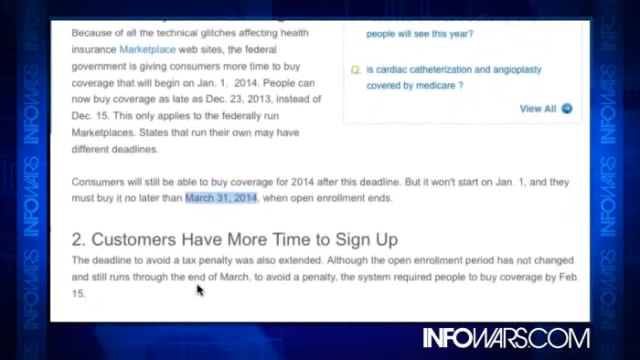 Because of all the technical glitches affecting health
insurance Marketplace web sites, the federal
government is giving consumers more time to buy
coverage that will begin on Jan. 1, 2014. People can
now buy coverage as late as Dec. 23, 2013, instead of
Dec. 15. This only applies to the federally run
Marketplaces. States that run their own may have
different deadlines.
people will see this year?
Q. is cardiac catheterization and angioplasty
covered by medicare ?
View All
Consumers will still be able to buy coverage for 2014 after this deadline. But it won't start on Jan. 1, and they
must buy it no later than March 31, 2014, when open enrollment ends.
2. Customers Have More Time to Sign Up
The deadline to avoid a tax penalty was also extended. Although the open enrollment period has not changed
and still runs through the end of March, to avoid a penalty, the system required people to buy coverage by Feb.
15.
INFOWARS
INFOWARS
INFOWARS
INFOWARS
INFOWARS.COM